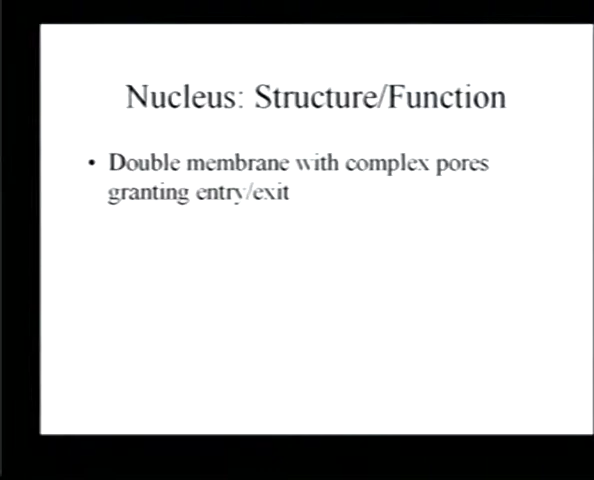 Nucleus: Structure/Function
• Double membrane with complex pores
granting entry/exit